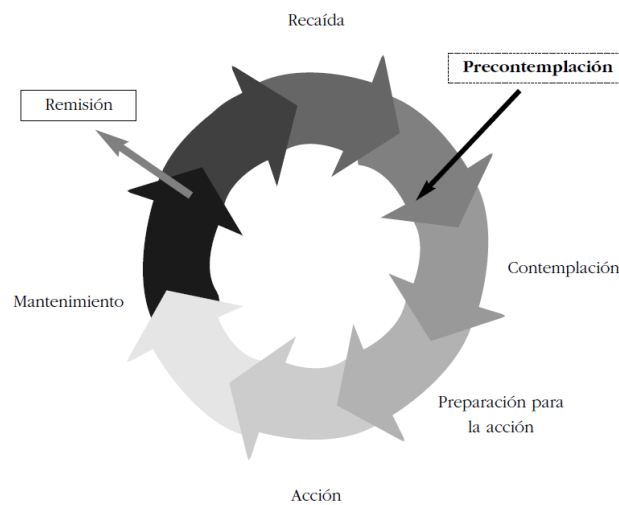 Recaída
Precontemplación
Remisión
Contemplación
Mantenimiento
Preparación para
la acción
Acción